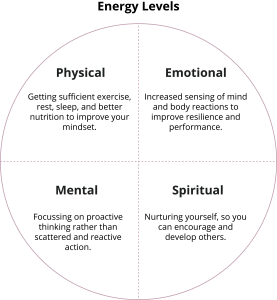 Energy Levels
Physical
Getting sufficient exercise,
rest, sleep, and better
nutrition to improve your
mindset.
Emotional
Increased sensing of mind
and body reactions to
improve resilience and
performance.
Mental
Focussing on proactive
thinking rather than
scattered and reactive
action.
Spiritual
Nurturing yourself, so you
can encourage and
develop others.